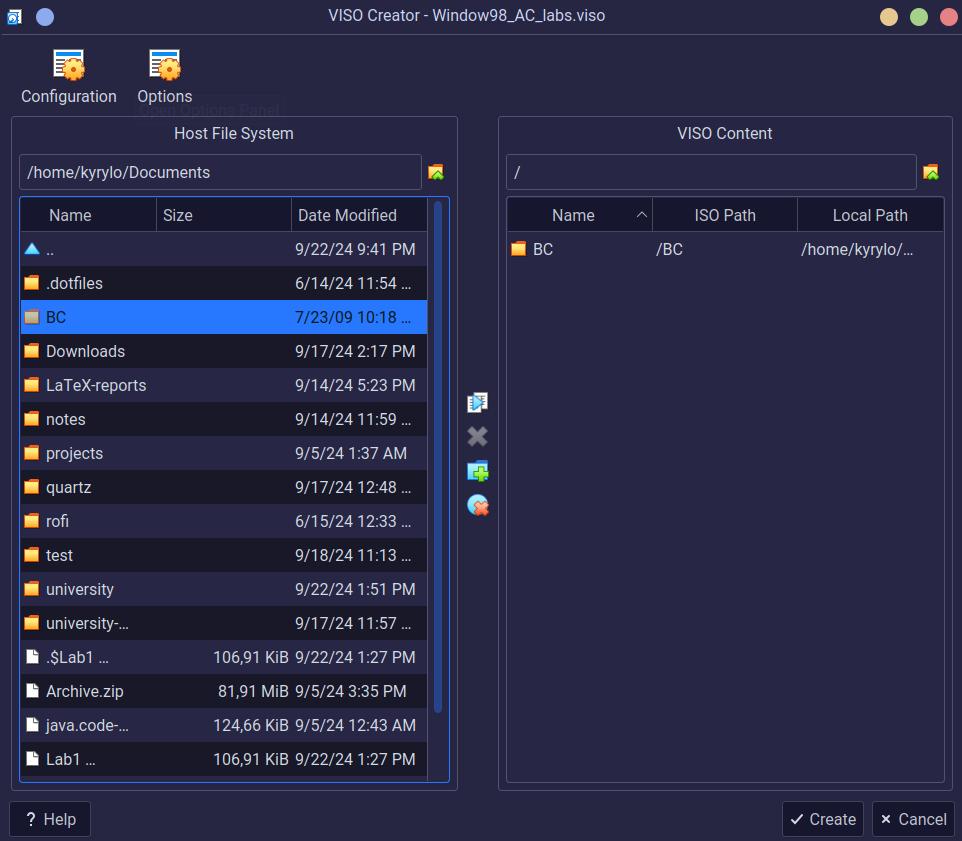 VISO Creator - Window98_AC_labs.viso
Configuration Options
Open Options Panel
Host File System
/home/kyrylo/Documents
Name Size Date Modified
.. 9/22/24 9:41 PM
.dotfiles 6/14/24 11:54 ...
BC 7/23/09 10:18 ...
Downloads 9/17/24 2:17 PM
LaTeX-reports 9/14/24 5:23 PM
notes 9/14/24 11:59 ...
projects 9/5/24 1:37 AM
quartz 9/17/24 12:48 ...
rofi 6/15/24 12:33 ...
test 9/18/24 11:13 ...
university 9/22/24 1:51 PM
university-... 9/17/24 11:57 ...
.$Lab1 ... 106,91 KiB 9/22/24 1:27 PM
Archive.zip 81,91 MiB 9/5/24 3:35 PM
java.code-... 124,66 KiB 9/5/24 12:43 AM
Lab1 ... 106,91 KiB 9/22/24 1:27 PM
VISO Content
/
Name ISO Path Local Path
BC /BC /home/kyrylo/...
? Help
Create Cancel